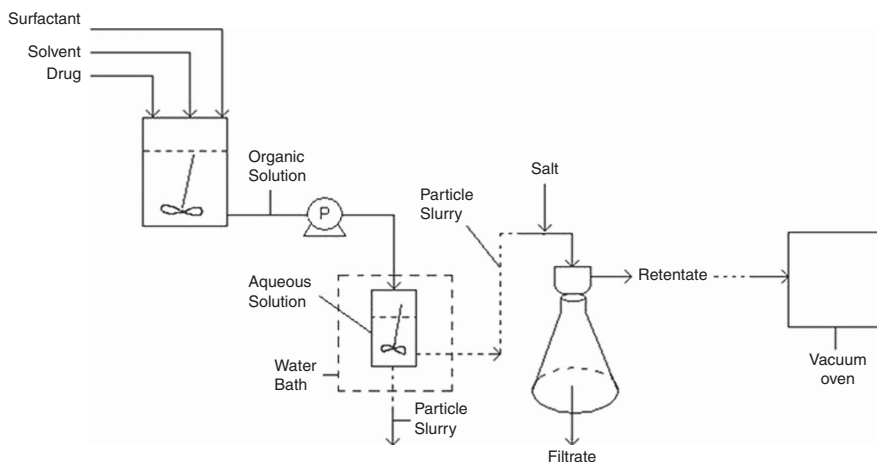 Surfactant
Solvent
Drug
Organic
Solution
P
Salt
Particle
Slurry
Aqueous
Solution
Retentate
Water
Bath
Vacuum
oven
Particle
Slurry
Filtrate